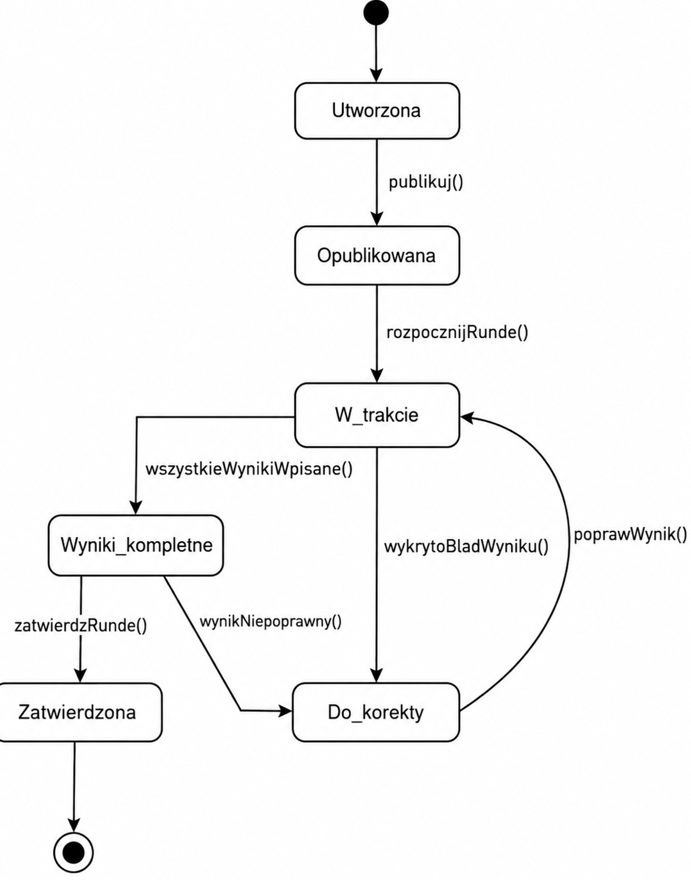 Utworzona
publikuj()
Opublikowana
rozpocznijRunde()
W_trakcie
wszystkieWynikiWpisane()
Wyniki_kompletne
wykrytoBladWyniku()
poprawWynik()
zatwierdzRunde()
wynikNiepoprawny()
Zatwierdzona
Do_korekty